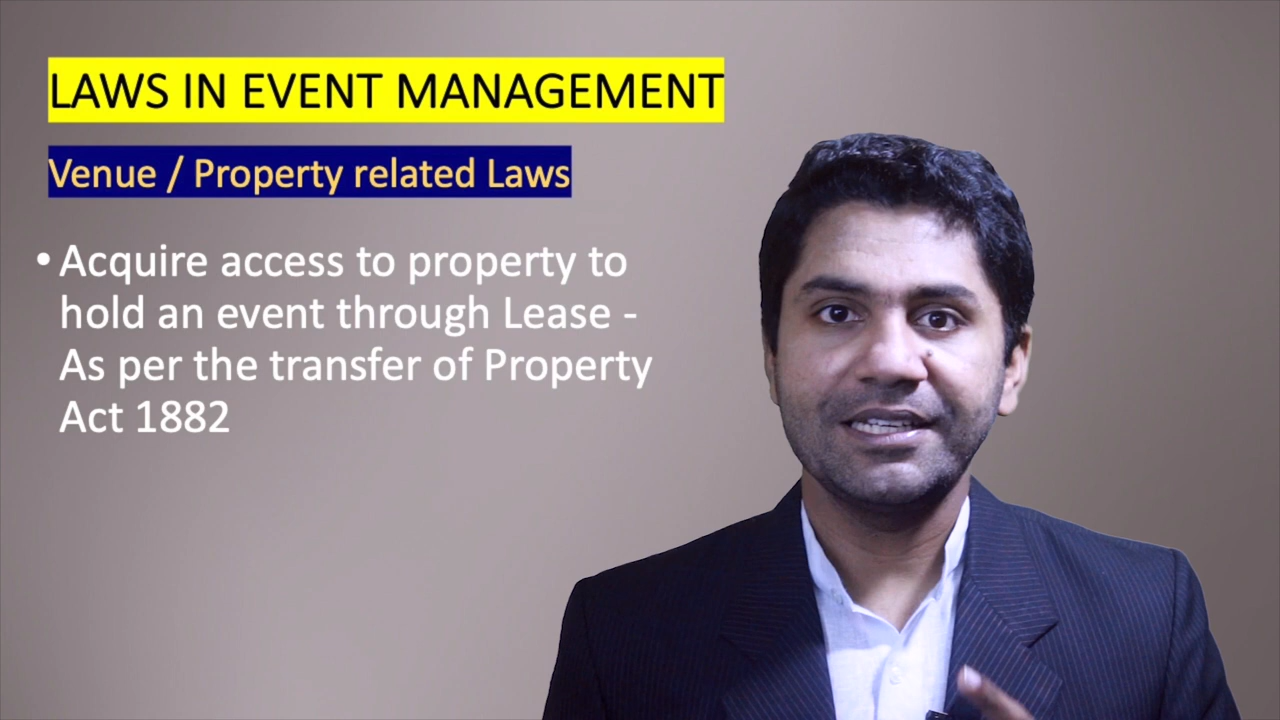 LAWS IN EVENT MANAGEMENT
Venue / Property related Laws
• Acquire access to property to
hold an event through Lease -
As per the transfer of Property
Act 1882